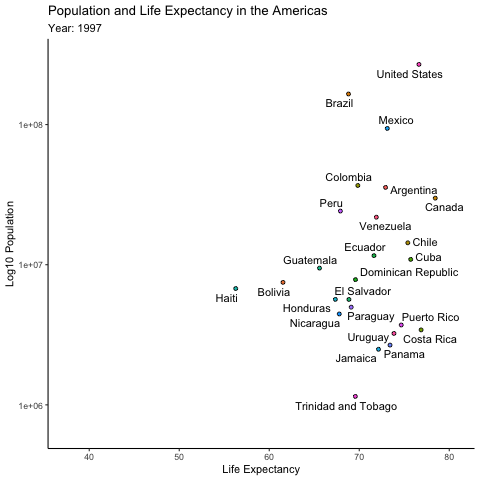 Population and Life Expectancy in the Americas
Year: 1997
United States
Brazil
Mexico
1e+08
Colombia
Argentina
Peru
Canada
Venezuela
Chile
Ecuador
Cuba
Guatemala
1e+07
Dominican Republic
El Salvador
Bolivia
Haiti
Honduras
Paraguay
Puerto Rico
Nicaragua
Uruguay
Costa Rica
Panama
Jamaica
1e+06
Trinidad and Tobago
Log10 Population
40 50 60 70 80
Life Expectancy